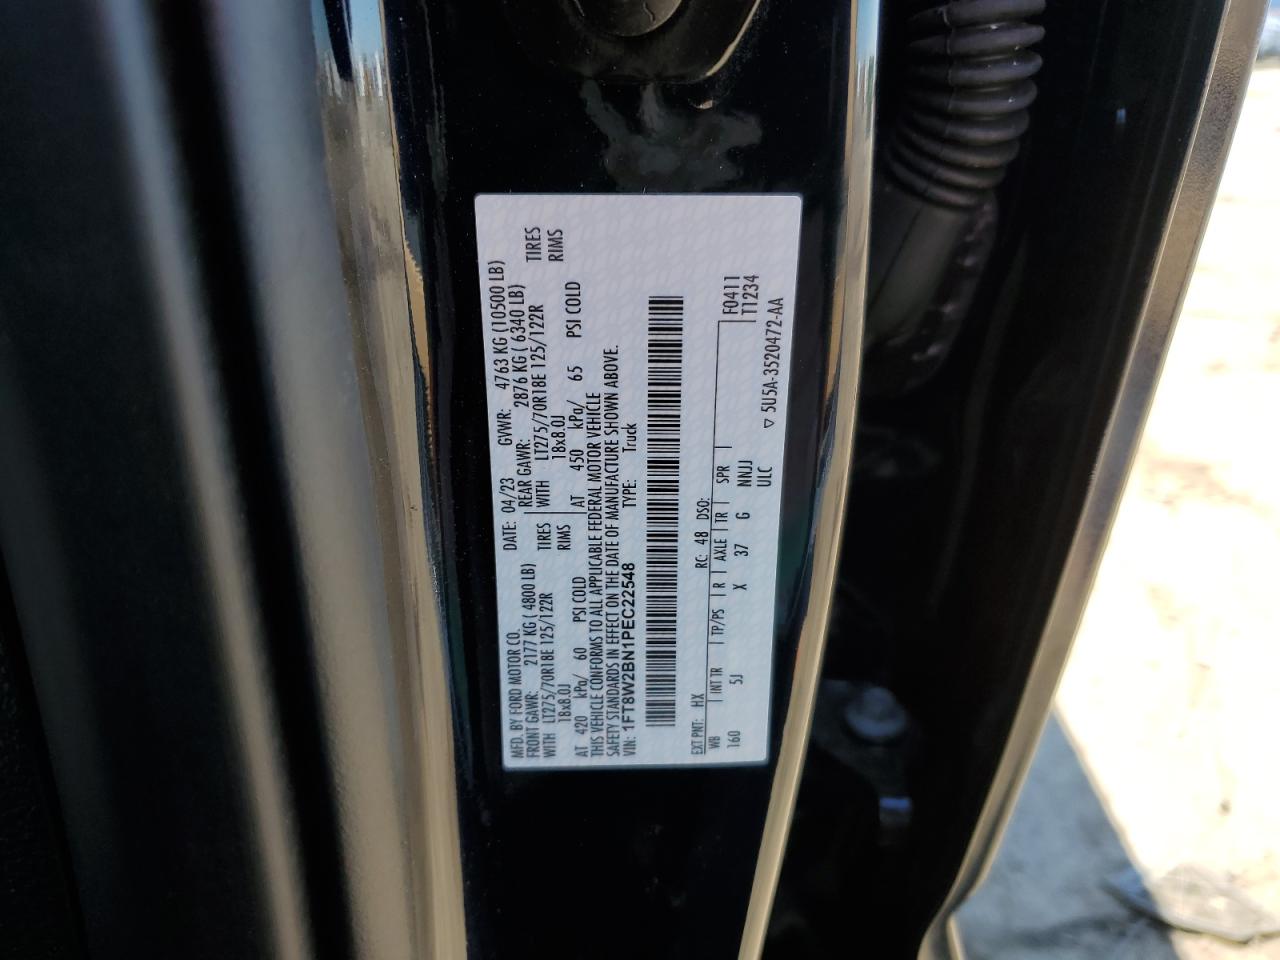 MFD. BY FORD MOTOR CO.
DATE: 04/23 GVWR: 4763 KG (10500 LB)
FRONT GAWR: 2177 KG ( 4800 LB)
REAR GAWR: 2876 KG ( 6340 LB)
WITH LT275/70R18E 125/122R TIRES
WITH LT275/70R18E 125/122R TIRES
18x8.0J RIMS
18x8.0J RIMS
AT 420 kPa/ 60 PSI COLD
AT 450 kPa/ 65 PSI COLD
THIS VEHICLE CONFORMS TO ALL APPLICABLE FEDERAL MOTOR VEHICLE
SAFETY STANDARDS IN EFFECT ON THE DATE OF MANUFACTURE SHOWN ABOVE.
VIN: 1FT8W2BN1PEC22548 TYPE: Truck
EXT PNT: HX RC: 48 DSO:
WB INT TR TP/PS R AXLE TR SPR F0411
160 5J X 37 G NNJJ T1234
ULC ▽ 5U5A-3520472-AA